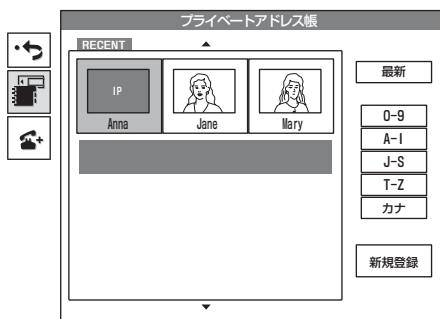 プライベートアドレス帳
RECENT
最新
IP
Anna
Jane
Mary
0-9
A-I
J-S
T-Z
カナ
新規登録